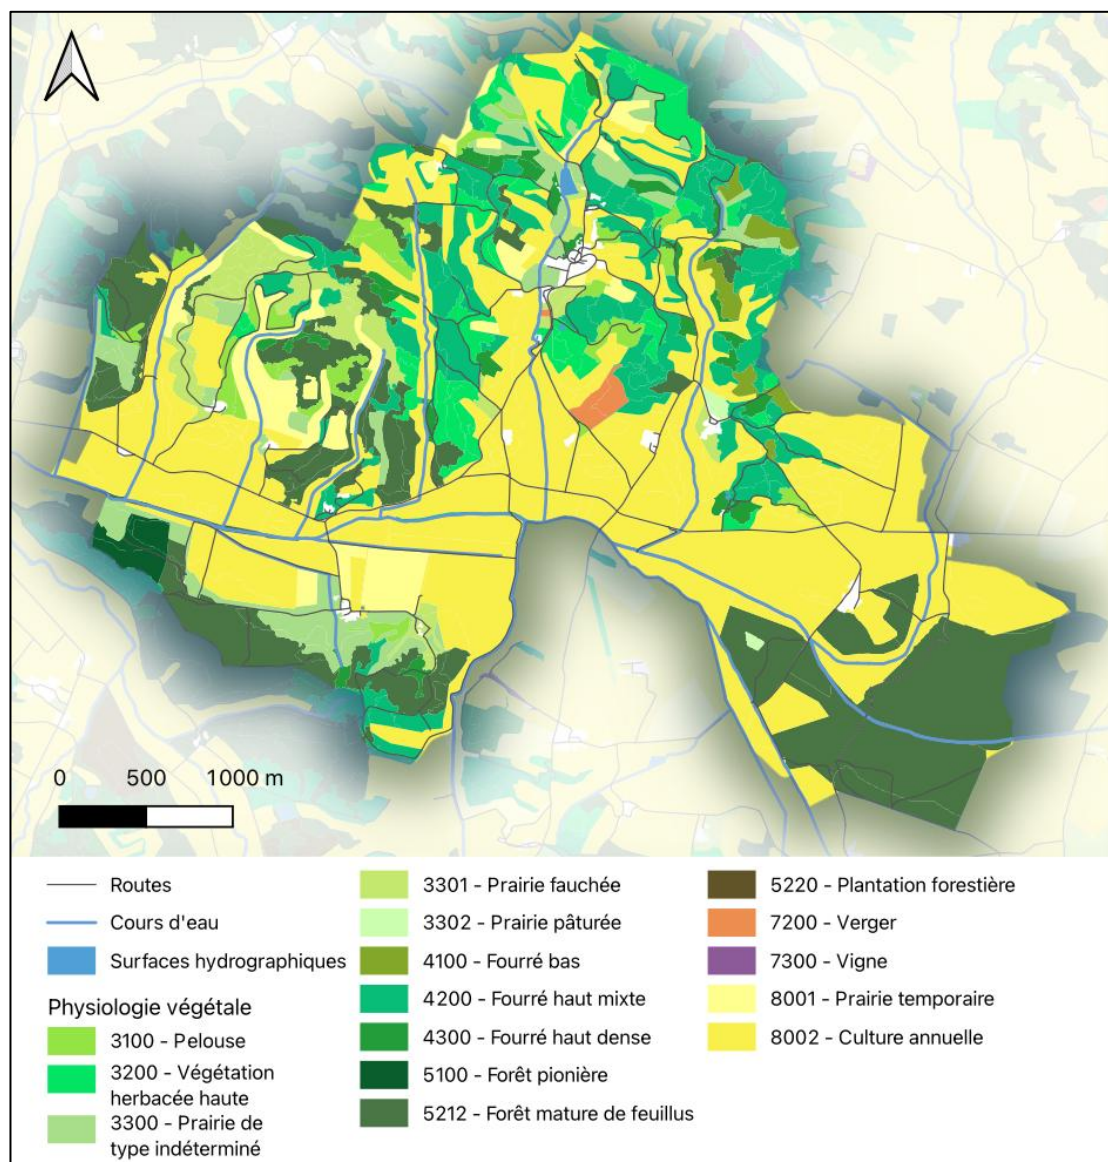 0 500 1000 m
Routes
Cours d'eau
Surfaces hydrographiques
Physiologie végétale
3100 - Pelouse
3200 - Végétation
herbacée haute
3300 - Prairie de
type indéterminé
3301 - Prairie fauchée
3302 - Prairie pâturée
4100 - Fourré bas
4200 - Fourré haut mixte
4300 - Fourré haut dense
5100 - Forêt pionière
5212 - Forêt mature de feuillus
5220 - Plantation forestière
7200 - Verger
7300 - Vigne
8001 - Prairie temporaire
8002 - Culture annuelle